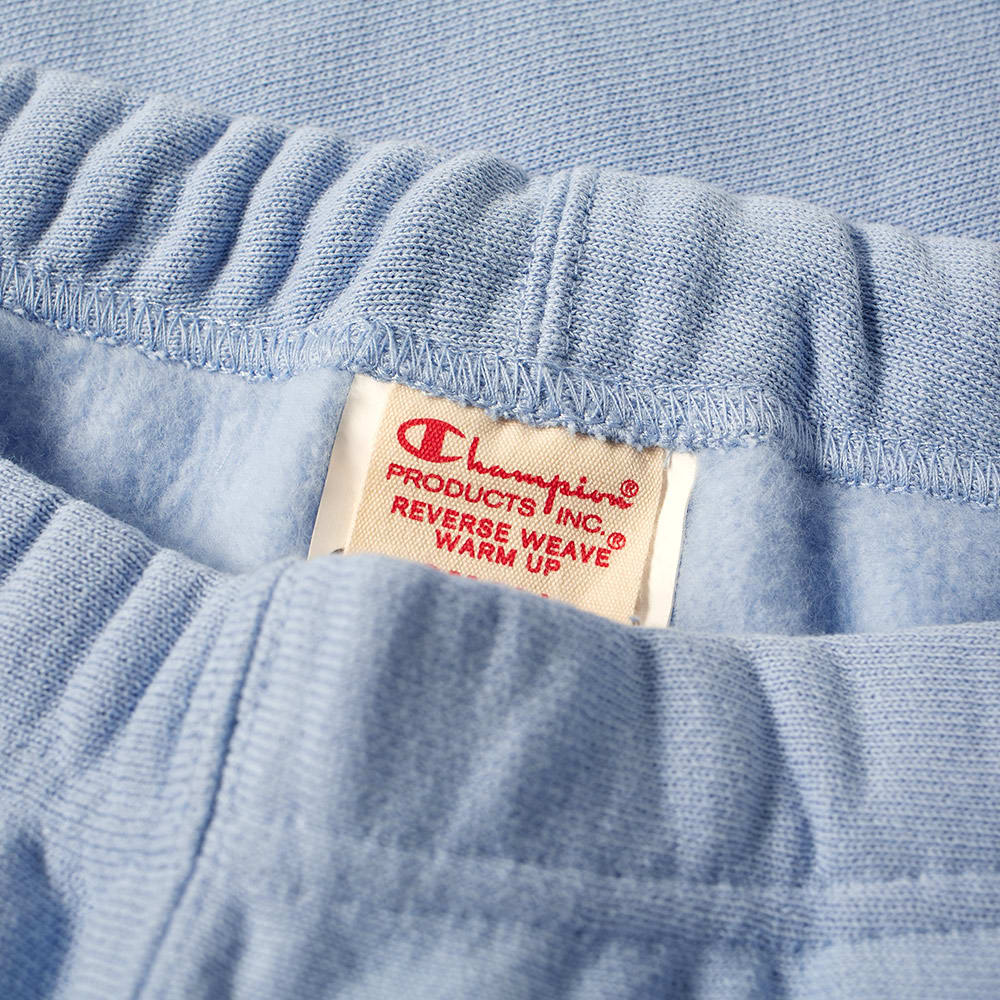 Champion®
PRODUCTS INC.
REVERSE WEAVE®
WARM UP